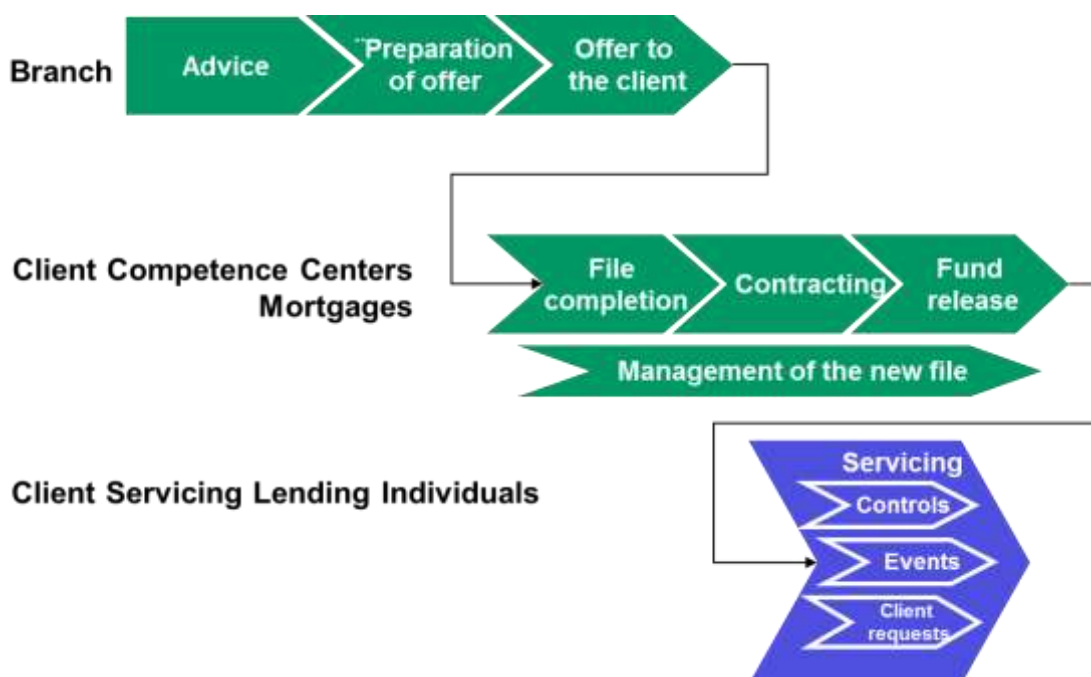 Branch
Advice
¨Preparation
of offer
Offer to
the client
Client Competence Centers
Mortgages
File
completion
Contracting
Fund
release
Management of the new file
Client Servicing Lending Individuals
Servicing
Controls
Events
Client
requests